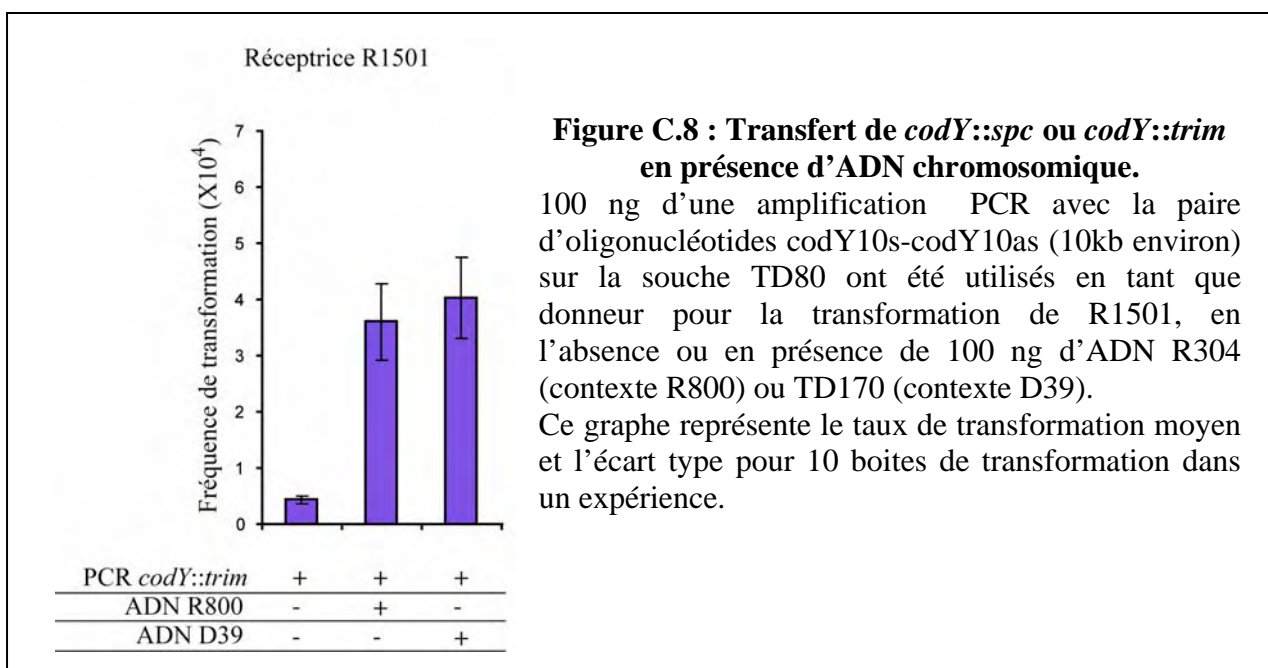 Réceptrice R1501
Fréquence de transformation (X10⁴)
7
6
5
4
3
2
1
0
PCR codY::trim + + +
ADN R800 - + -
ADN D39 - - +
Figure C.8 : Transfert de codY::spc ou codY::trim
en présence d’ADN chromosomique.
100 ng d’une amplification PCR avec la paire
d’oligonucléotides codY10s-codY10as (10kb environ)
sur la souche TD80 ont été utilisés en tant que
donneur pour la transformation de R1501, en
l’absence ou en présence de 100 ng d’ADN R304
(contexte R800) ou TD170 (contexte D39).
Ce graphe représente le taux de transformation moyen
et l’écart type pour 10 boites de transformation dans
un expérience.